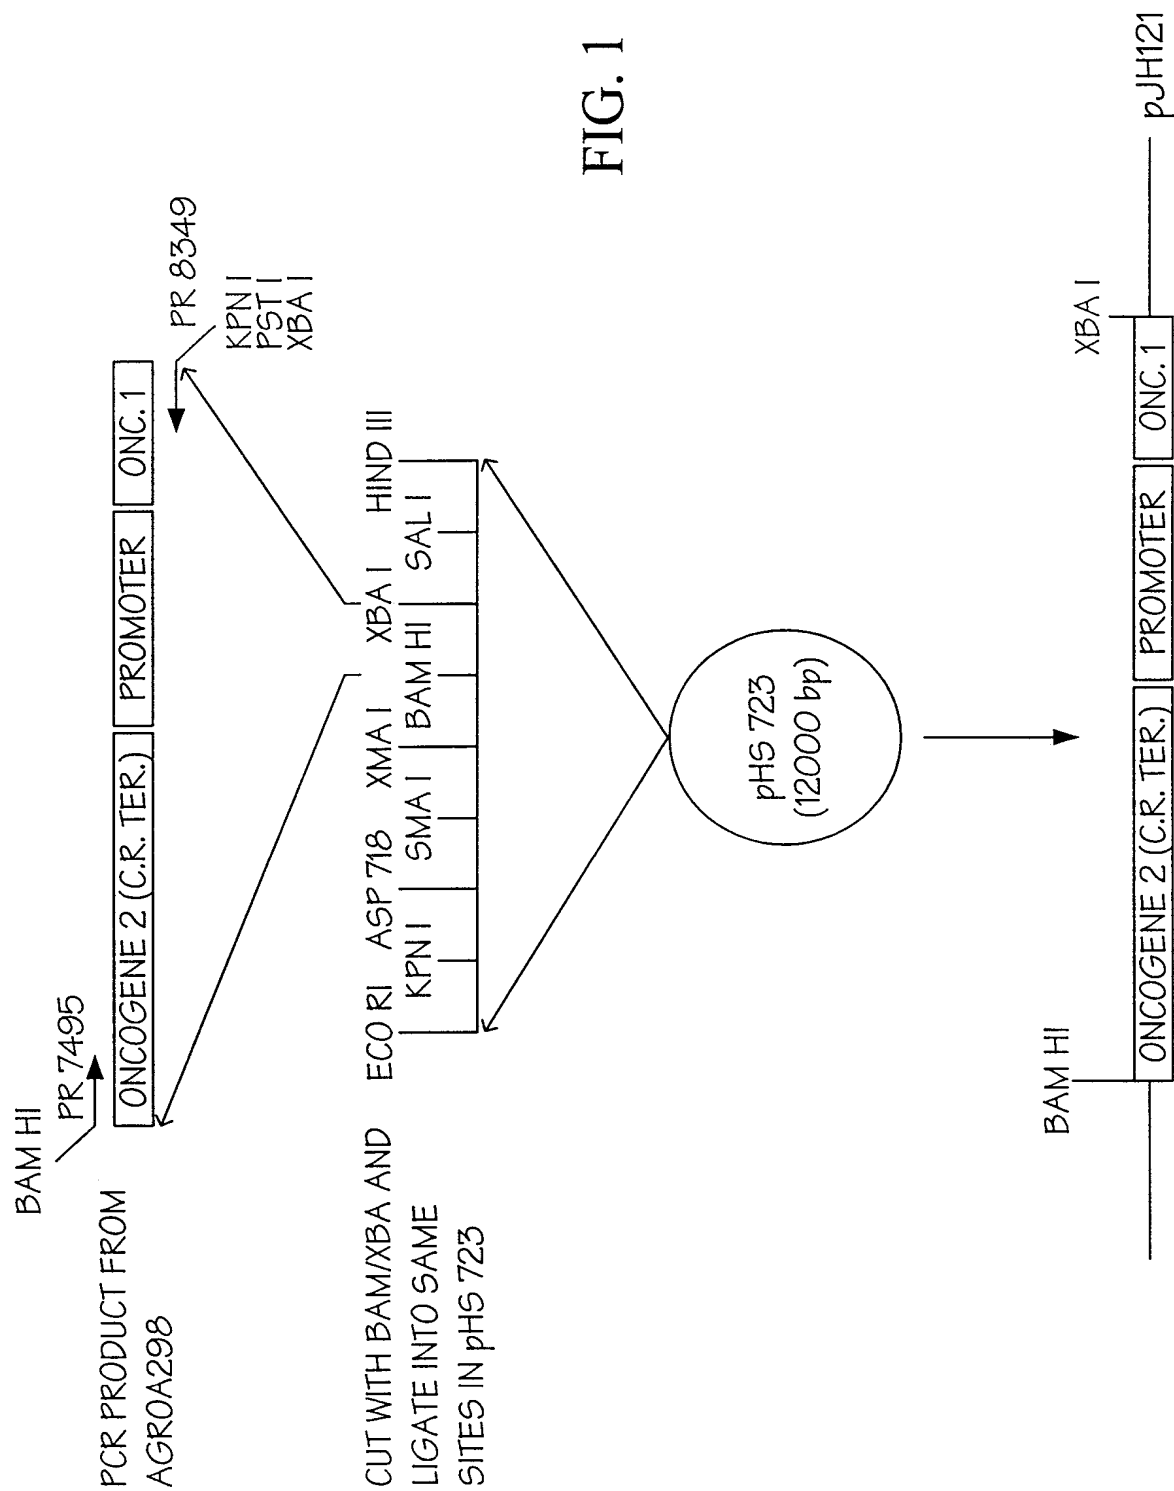 BAM HI
PR 7495
PCR PRODUCT FROM
AGROA298
ONCOGENE 2 (C.R. TER.)
PROMOTER
ONC. 1
PR 8349
KPN I
PST I
XBA I
CUT WITH BAM/XBA AND
LIGATE INTO SAME
SITES IN pHS 723
ECO RI ASP 718 XMA I XBA I HIND III
KPN I SMA I BAM HI SAL I
pHS 723
(12000 bp)
FIG. 1
BAM HI
XBA I
ONCOGENE 2 (C.R. TER.)
PROMOTER
ONC. 1
pJH121